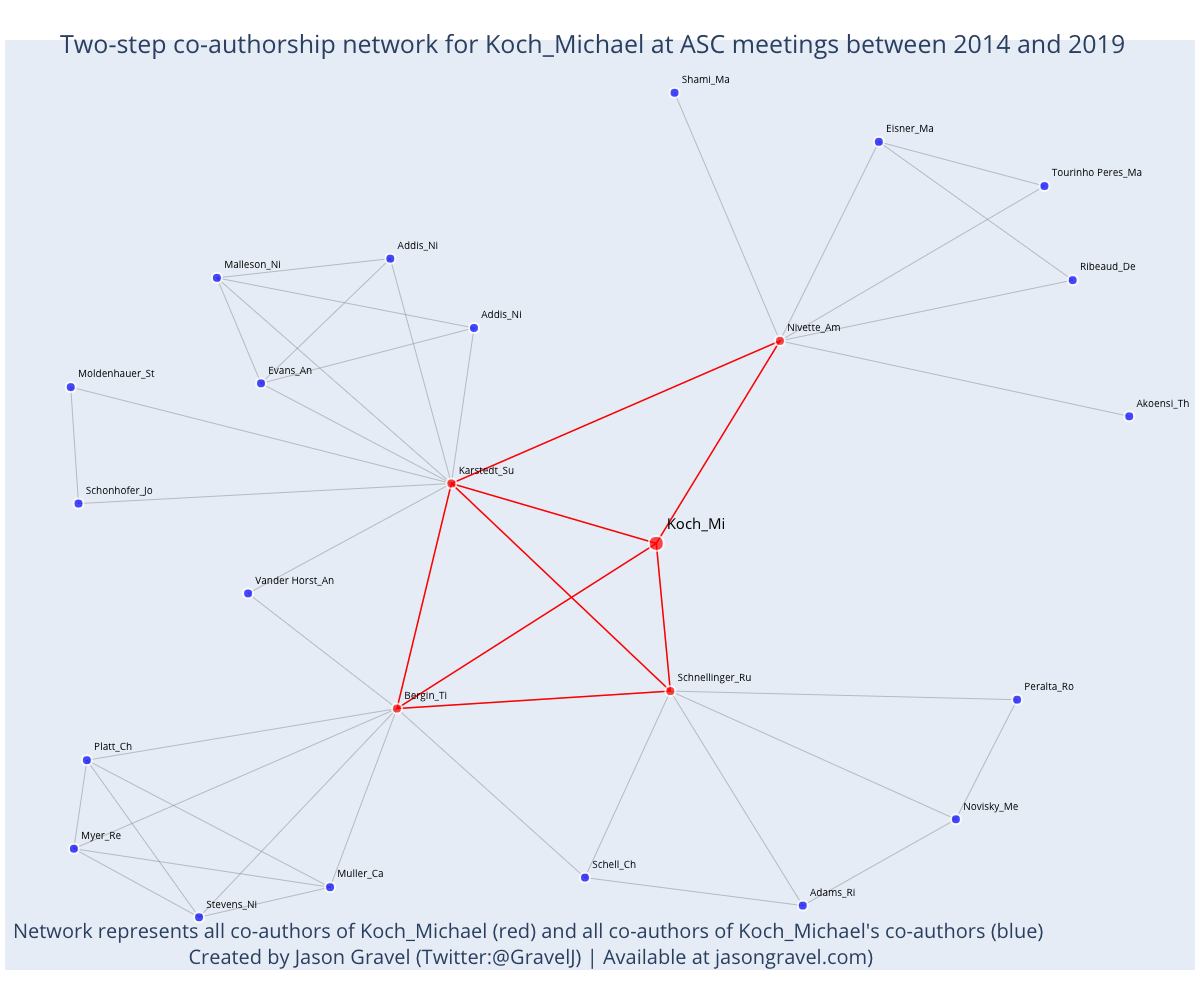 Two-step co-authorship network for Koch_Michael at ASC meetings between 2014 and 2019
Shami_Ma
Eisner_Ma
Tourinho Peres_Ma
Addis_Ni
Malleson_Ni
Ribeaud_De
Addis_Ni
Nivette_Am
Evans_An
Moldenhauer_St
Akoensi_Th
Karstedt_Su
Schonhofer_Jo
Koch_Mi
Vander Horst_An
Schnellinger_Ru
Peralta_Ro
Bergin_Ti
Platt_Ch
Novisky_Me
Myer_Re
Schell_Ch
Muller_Ca
Adams_Ri
Stevens_Ni
Network represents all co-authors of Koch_Michael (red) and all co-authors of Koch_Michael's co-authors (blue)
Created by Jason Gravel (Twitter:@GravelJ) | Available at jasongravel.com)